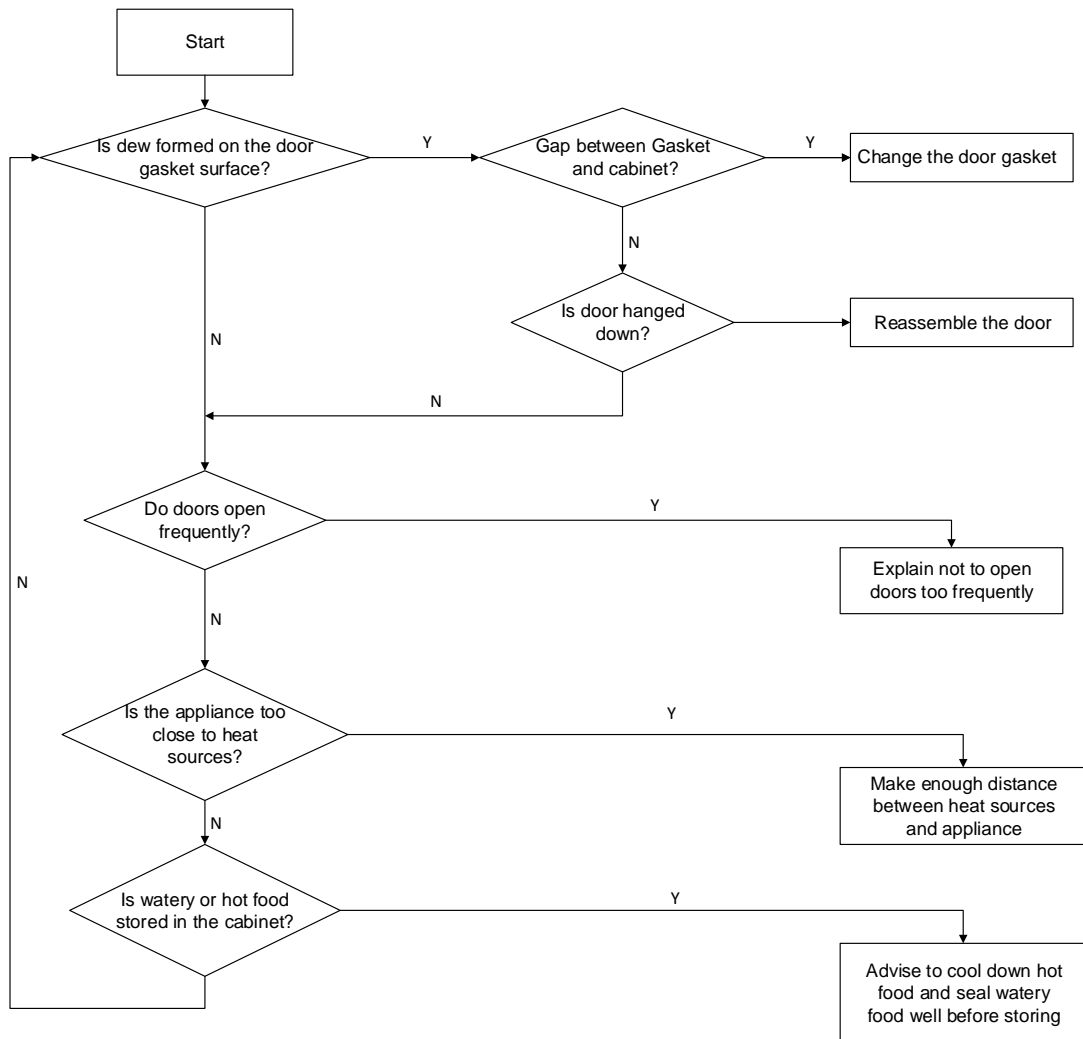 Start
Is dew formed on the door
gasket surface?
Y
Gap between Gasket
and cabinet?
Y
Change the door gasket
N
Is door hanged
down?
Reassemble the door
N
N
Do doors open
frequently?
Y
Explain not to open
doors too frequently
N
N
Is the appliance too
close to heat
sources?
Y
Make enough distance
between heat sources
and appliance
N
Is watery or hot food
stored in the cabinet?
Y
Advise to cool down hot
food and seal watery
food well before storing